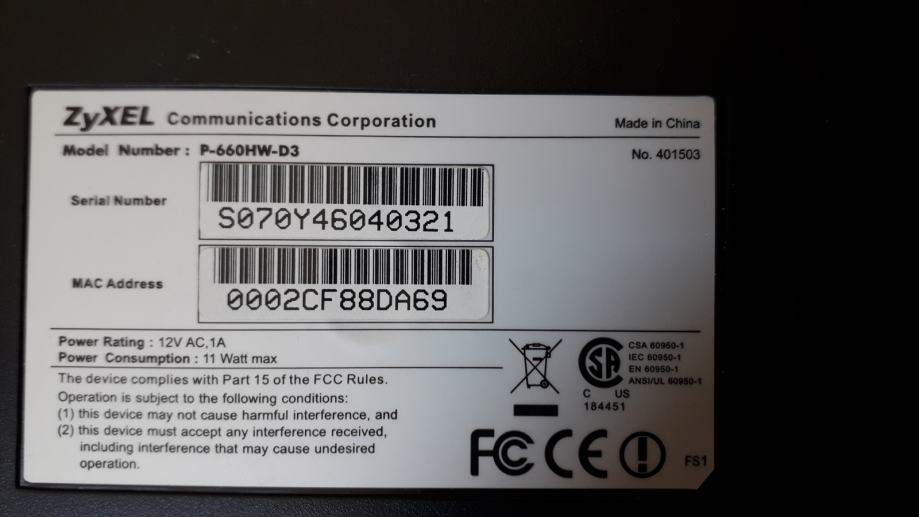 ZyXEL Communications Corporation
Made in China
Model Number : P-660HW-D3
No. 401503
Serial Number
S070Y46040321
MAC Address
0002CF88DA69
Power Rating : 12V AC,1A
Power Consumption : 11 Watt max
The device complies with Part 15 of the FCC Rules.
Operation is subject to the following conditions:
(1) this device may not cause harmful interference, and
(2) this device must accept any interference received,
including interference that may cause undesired
operation.
CSA 60950-1
IEC 60950-1
EN 60950-1
ANSI/UL 60950-1
C US
184451
FC CE
FS1